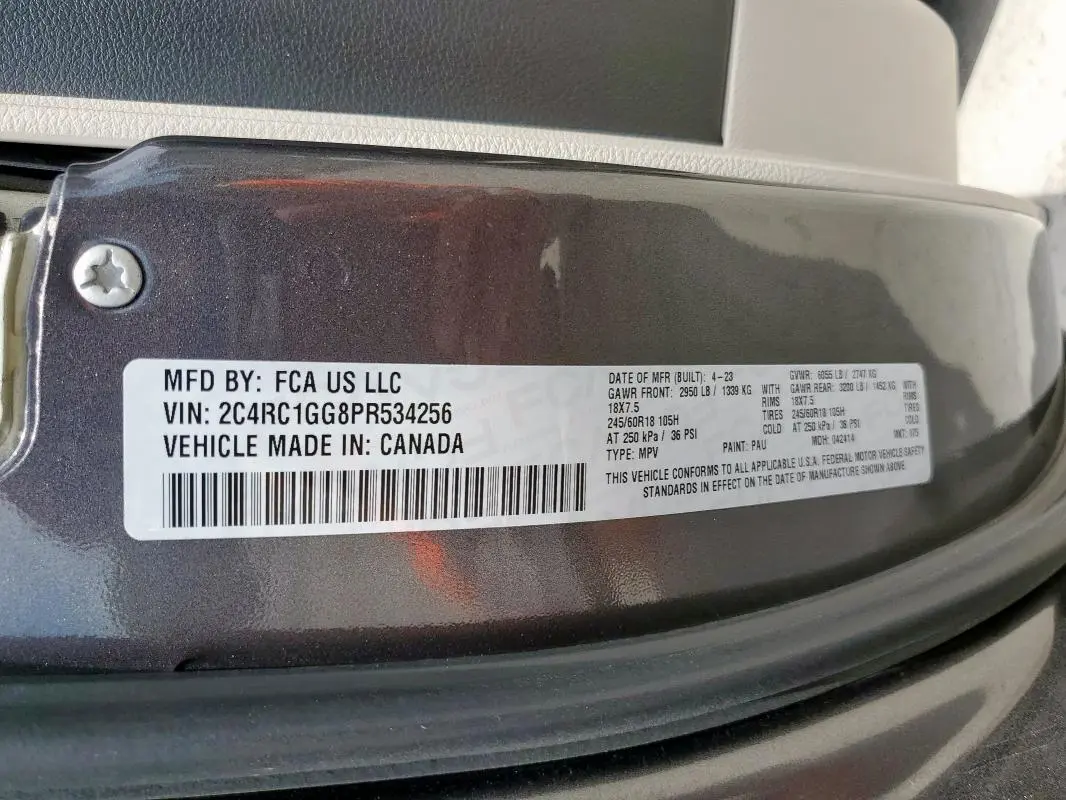 MFD BY: FCA US LLC
VIN: 2C4RC1GG8PR534256
VEHICLE MADE IN: CANADA
DATE OF MFR (BUILT): 4-23
GVWR: 6055 LB / 2747 KG
GAWR FRONT: 2950 LB / 1339 KG WITH
18X7.5 RIMS
245/60R18 105H TIRES
AT 250 kPa / 36 PSI COLD
GAWR REAR: 3200 LB / 1452 KG WITH
18X7.5 RIMS
245/60R18 105H TIRES
AT 250 kPa / 36 PSI COLD
TYPE: MPV PAINT: PAU MDH: 042414 MKT:
THIS VEHICLE CONFORMS TO ALL APPLICABLE U.S.A. FEDERAL MOTOR VEHICLE SAFETY
STANDARDS IN EFFECT ON THE DATE OF MANUFACTURE SHOWN ABOVE.